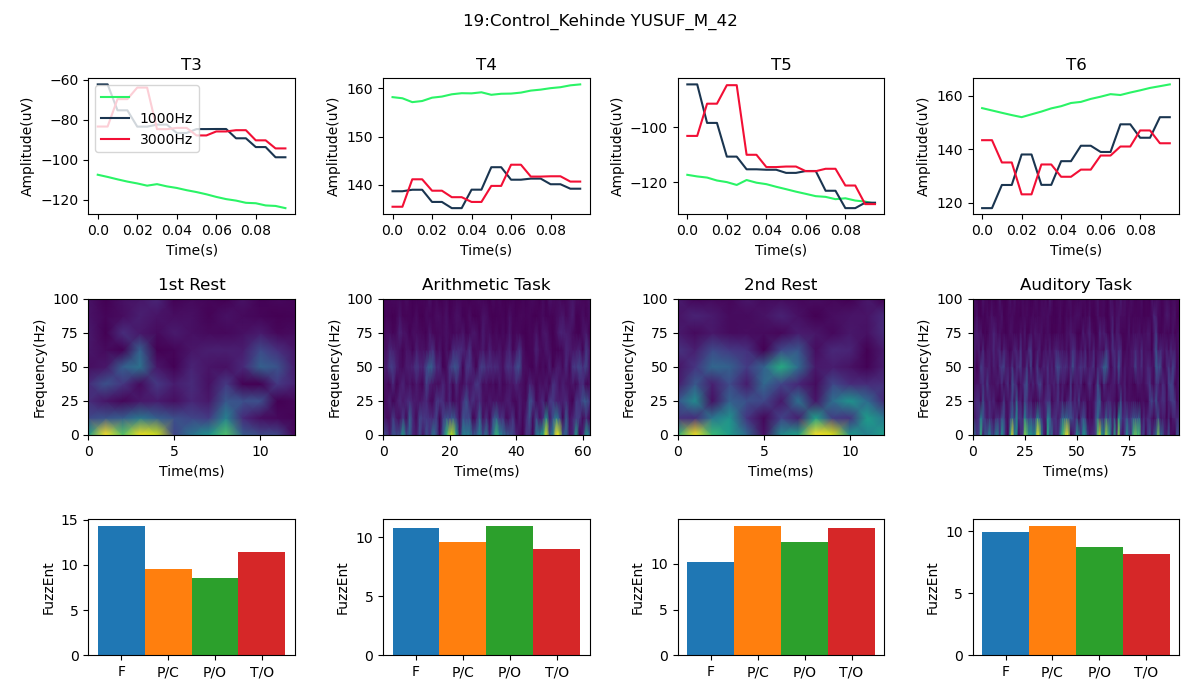 19:Control_Kehinde YUSUF_M_42
T3
T4
T5
T6
Amplitude(uV)
−60
−80
−100
−120
1000Hz
3000Hz
0.0 0.02 0.04 0.06 0.08
Time(s)
Amplitude(uV)
160
150
140
0.0 0.02 0.04 0.06 0.08
Time(s)
Amplitude(uV)
−100
−120
0.0 0.02 0.04 0.06 0.08
Time(s)
Amplitude(uV)
160
140
120
0.0 0.02 0.04 0.06 0.08
Time(s)
1st Rest
Frequency(Hz)
100
75
50
25
0
0 5 10
Time(ms)
Arithmetic Task
Frequency(Hz)
100
75
50
25
0
0 20 40 60
Time(ms)
2nd Rest
Frequency(Hz)
100
75
50
25
0
0 5 10
Time(ms)
Auditory Task
Frequency(Hz)
100
75
50
25
0
0 25 50 75
Time(ms)
FuzzEnt
15
10
5
0
F P/C P/O T/O
FuzzEnt
10
5
0
F P/C P/O T/O
FuzzEnt
10
5
0
F P/C P/O T/O
FuzzEnt
10
5
0
F P/C P/O T/O